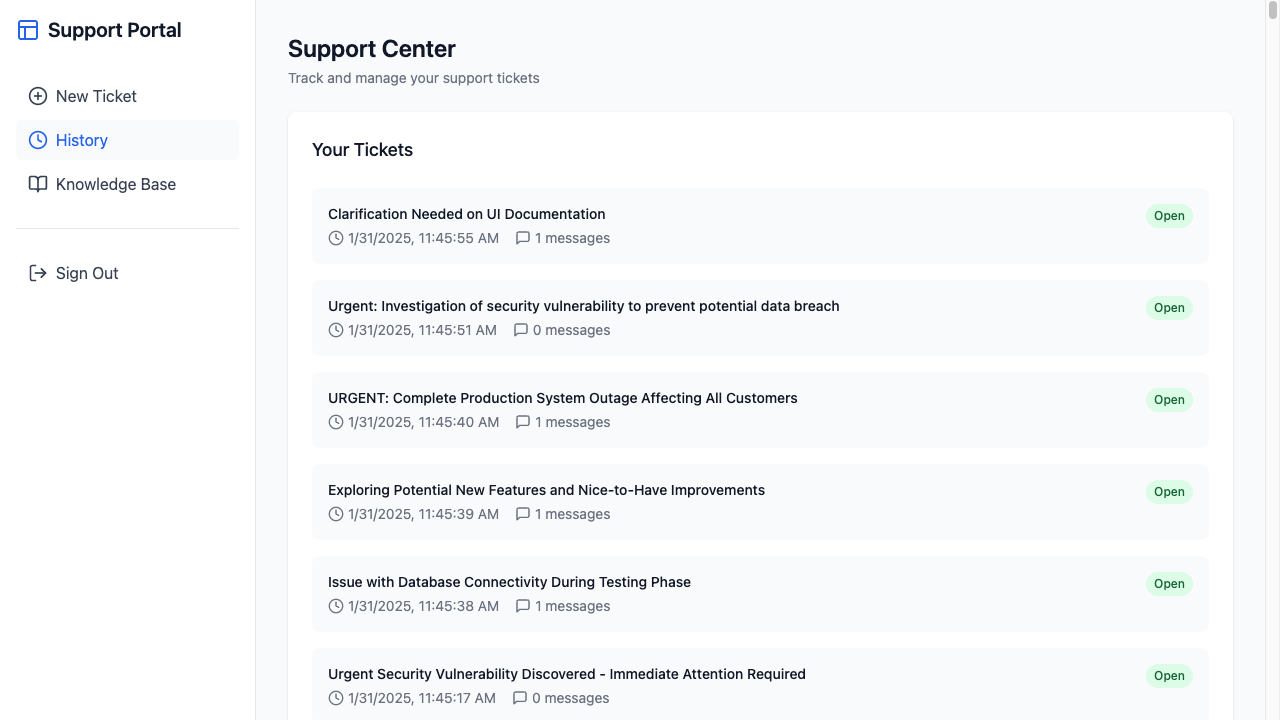 Support Portal
New Ticket
History
Knowledge Base
Sign Out
Support Center
Track and manage your support tickets
Your Tickets
Clarification Needed on UI Documentation
Open
1/31/2025, 11:45:55 AM 1 messages
Urgent: Investigation of security vulnerability to prevent potential data breach
Open
1/31/2025, 11:45:51 AM 0 messages
URGENT: Complete Production System Outage Affecting All Customers
Open
1/31/2025, 11:45:40 AM 1 messages
Exploring Potential New Features and Nice-to-Have Improvements
Open
1/31/2025, 11:45:39 AM 1 messages
Issue with Database Connectivity During Testing Phase
Open
1/31/2025, 11:45:38 AM 1 messages
Urgent Security Vulnerability Discovered - Immediate Attention Required
Open
1/31/2025, 11:45:17 AM 0 messages